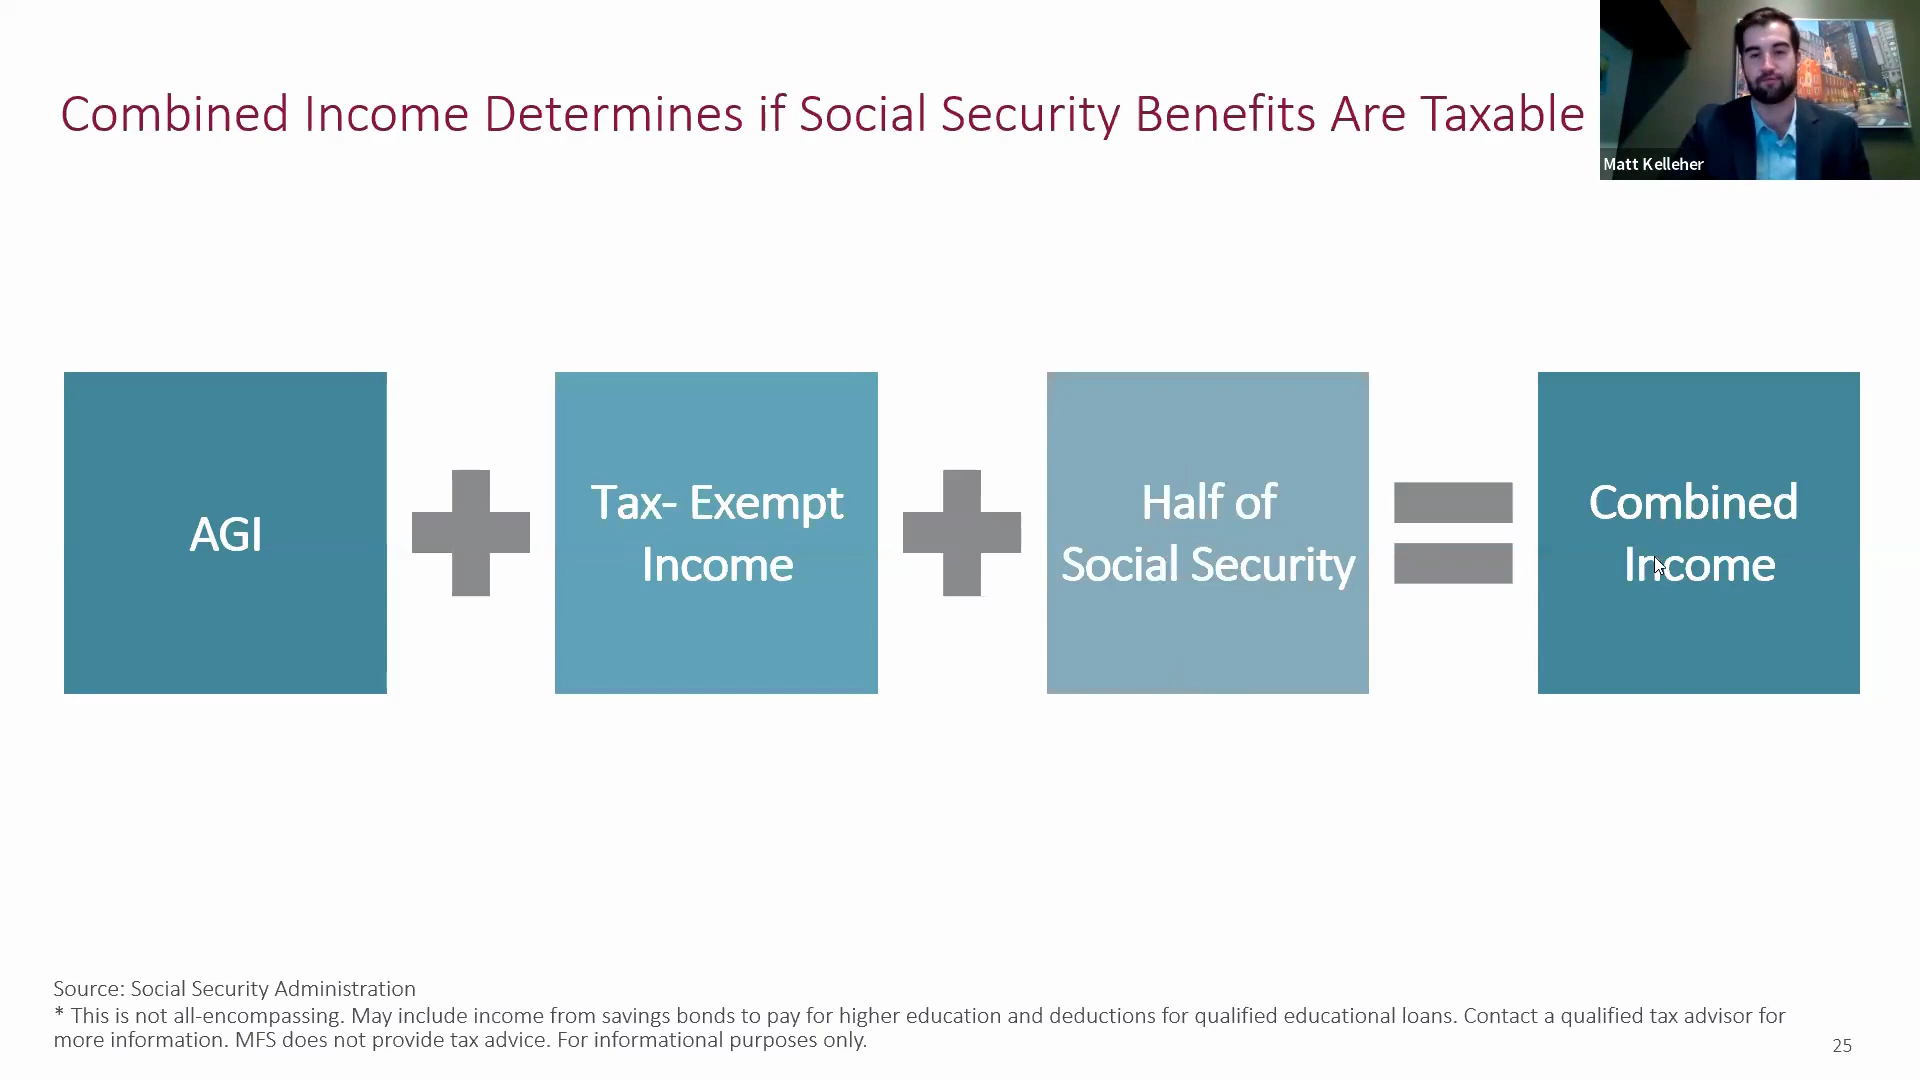 Combined Income Determines if Social Security Benefits Are Taxable
Matt Kelleher
AGI
Tax- Exempt
Income
Half of
Social Security
Combined
Income
Source: Social Security Administration
* This is not all-encompassing. May include income from savings bonds to pay for higher education and deductions for qualified educational loans. Contact a qualified tax advisor for
more information. MFS does not provide tax advice. For informational purposes only.
25